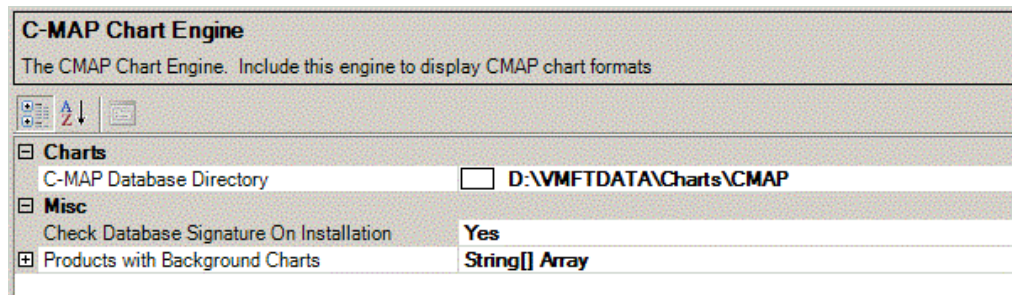 C-MAP Chart Engine
The CMAP Chart Engine.  Include this engine to display CMAP chart formats
Charts
C-MAP Database Directory D:\VMFTDATA\Charts\CMAP
Misc
Check Database Signature On Installation Yes
Products with Background Charts String[] Array